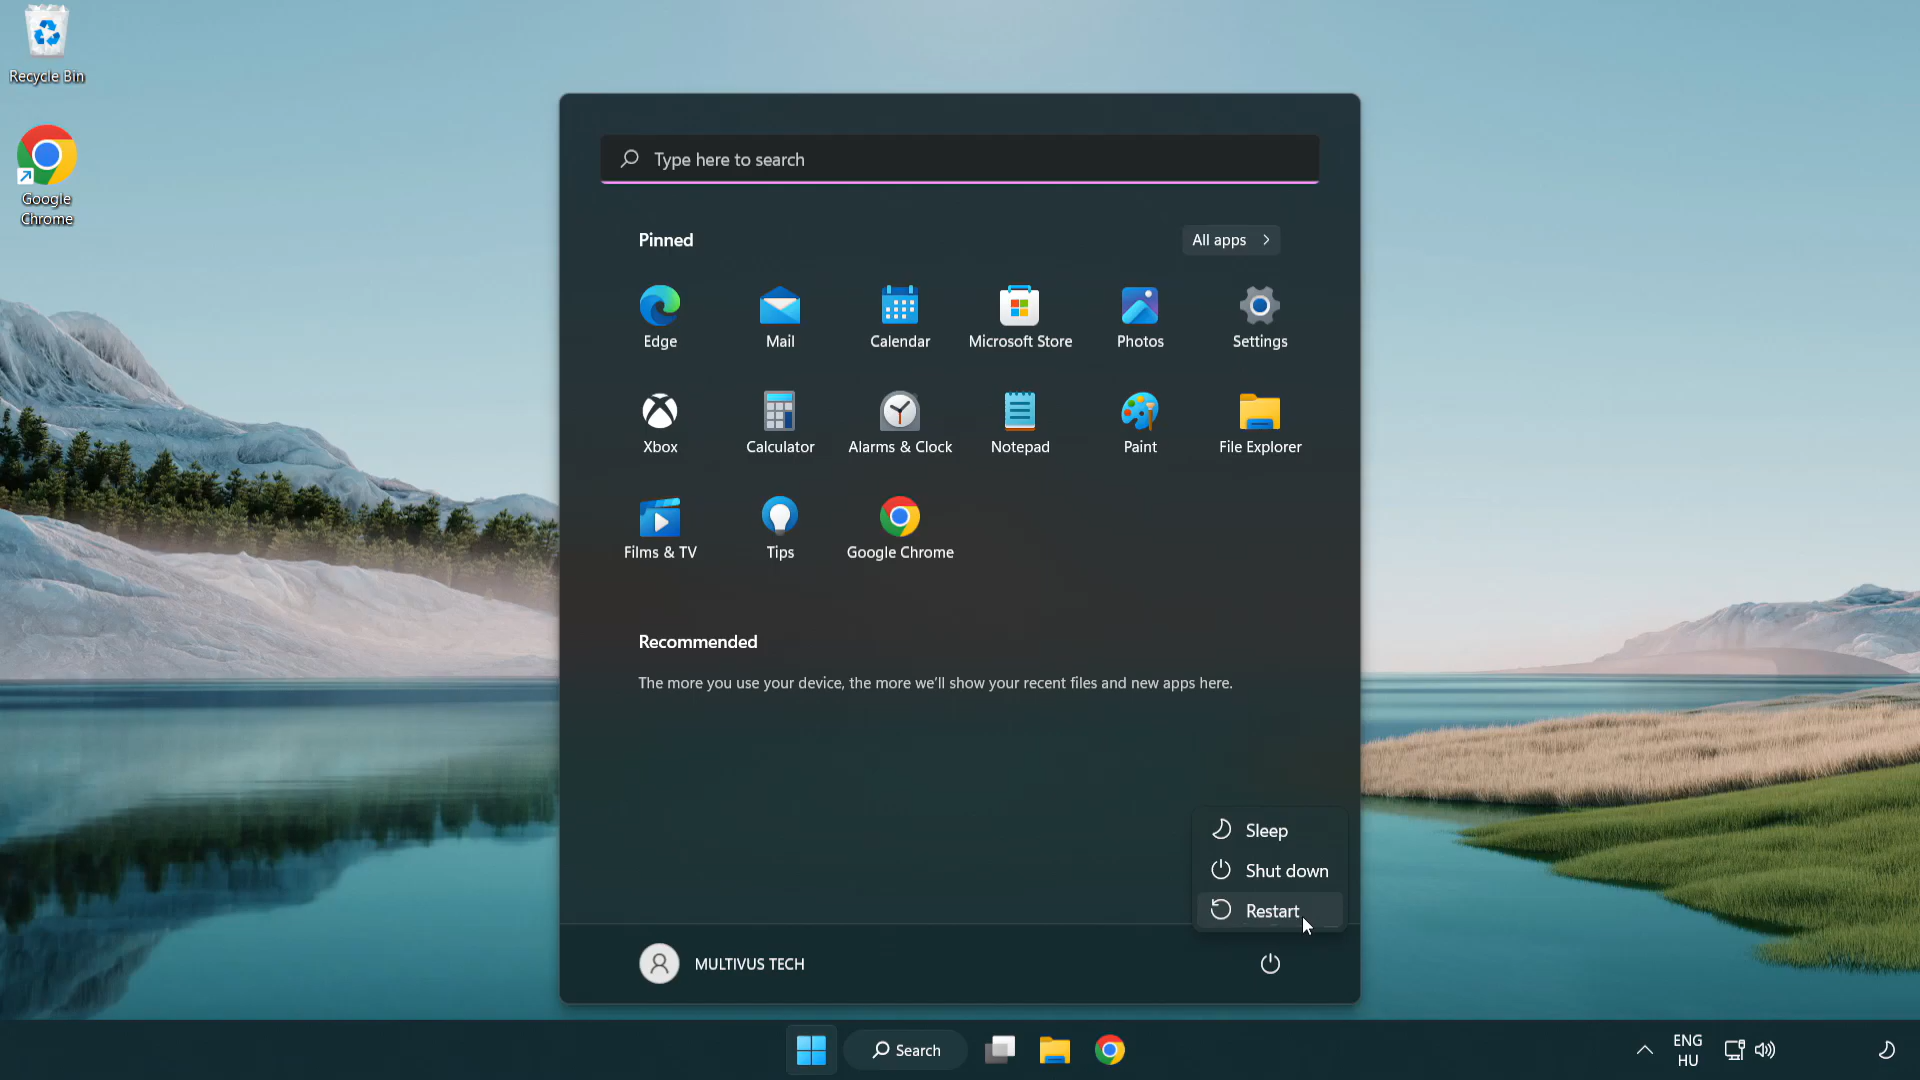 Recycle Bin
Google
Chrome
Type here to search
Pinned
All apps
Edge
Mail
Calendar
Microsoft Store
Photos
Settings
Xbox
Calculator
Alarms & Clock
Notepad
Paint
File Explorer
Films & TV
Tips
Google Chrome
Recommended
The more you use your device, the more we'll show your recent files and new apps here.
Sleep
Shut down
Restart
MULTIVUS TECH
Search
ENG
HU